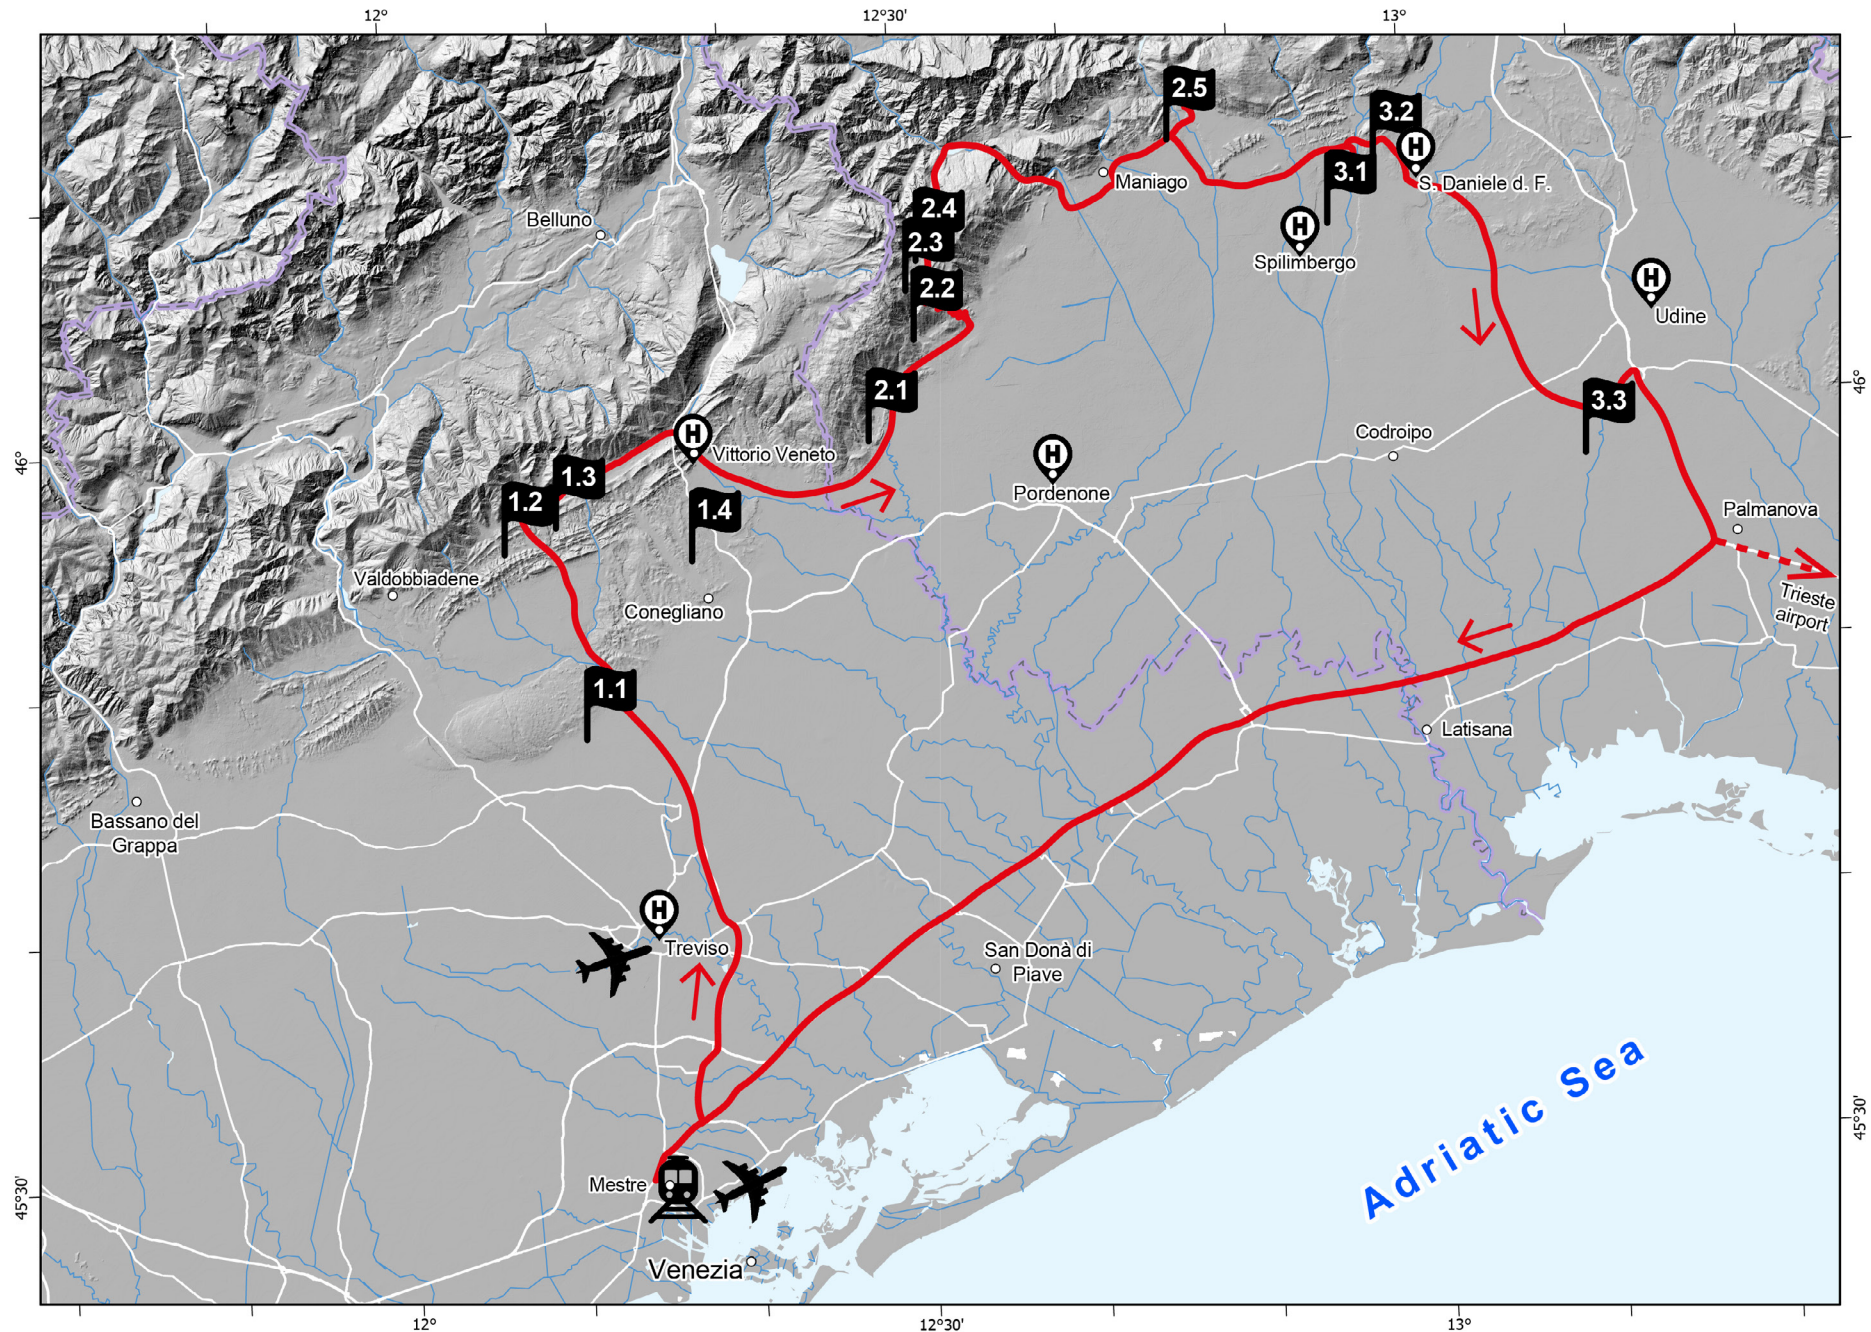 12°
12°30'
13°
2.5
3.2
H
3.1
Maniago
S. Daniele d. F.
2.4
Belluno
H
2.3
Spilimbergo
H
2.2
Udine
2.1
46°
3.3
H
Codroipo
Vittorio Veneto
46°
H
1.3
Pordenone
1.2
1.4
Palmanova
Valdobbiadene
Conegliano
Trieste
airport
1.1
Latisana
Bassano del
Grappa
H
Treviso
San Donà di
Piave
Adriatic Sea
45°30'
Mestre
45°30'
Venezia
12°
12°30'
13°